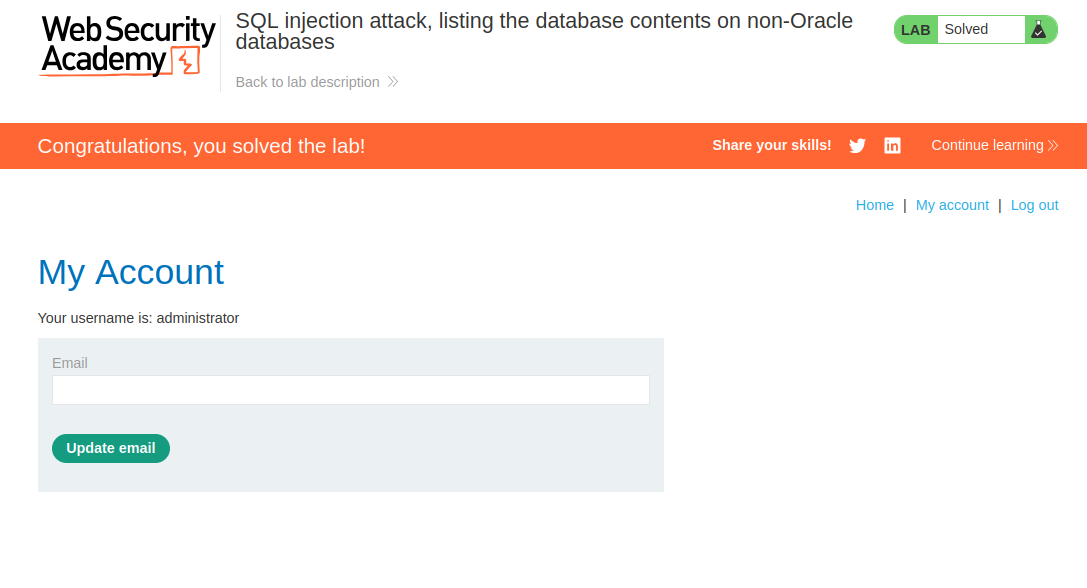 Web Security
Academy
SQL injection attack, listing the database contents on non-Oracle
databases
Back to lab description
LAB Solved
Congratulations, you solved the lab!
Share your skills!
Continue learning
Home | My account | Log out
My Account
Your username is: administrator
Email
Update email